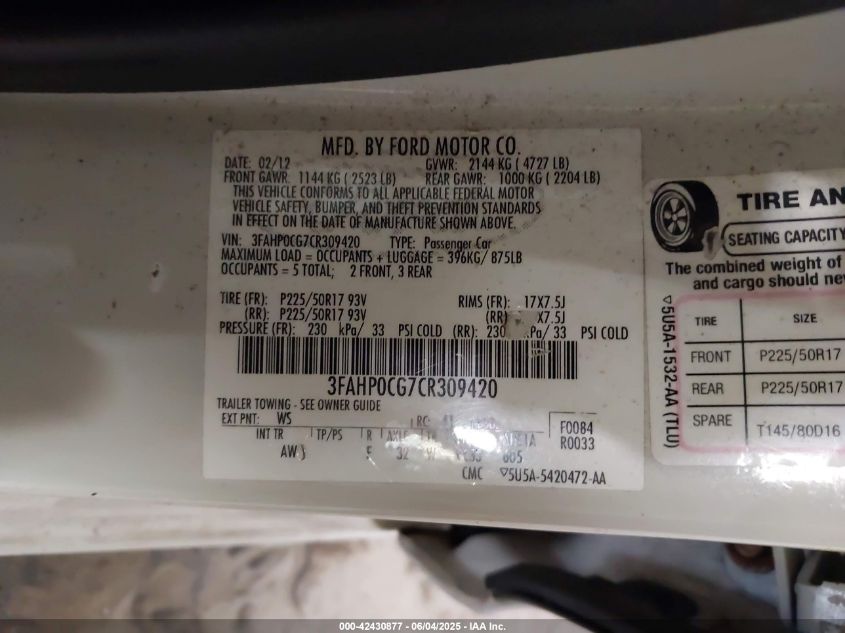 MFD. BY FORD MOTOR CO.
DATE: 02/12 GVWR: 2144 KG ( 4727 LB)
FRONT GAWR: 1144 KG ( 2523 LB) REAR GAWR: 1000 KG ( 2204 LB)
THIS VEHICLE CONFORMS TO ALL APPLICABLE FEDERAL MOTOR
VEHICLE SAFETY, BUMPER, AND THEFT PREVENTION STANDARDS
IN EFFECT ON THE DATE OF MANUFACTURE SHOWN ABOVE.
VIN: 3FAHP0CG7CR309420 TYPE: Passenger Car
MAXIMUM LOAD = OCCUPANTS + LUGGAGE = 396KG/ 875LB
OCCUPANTS = 5 TOTAL; 2 FRONT, 3 REAR
TIRE (FR): P225/50R17 93V RIMS (FR): 17X7.5J
(RR): P225/50R17 93V (RR) X7.5J
PRESSURE (FR): 230 kPa/ 33 PSI COLD (RR): 230 kPa/ 33 PSI COLD
3FAHP0CG7CR309420
TRAILER TOWING - SEE OWNER GUIDE
EXT PNT: WS RC: 41 F0084
INT TR TP/PS R AXLE R0033
AW 32
CMC ▽5U5A-5420472-AA
TIRE AN
SEATING CAPACITY
The combined weight of
and cargo should nev
▽5U5A-1532-AA (TLU)
TIRE SIZE
FRONT P225/50R17
REAR P225/50R17
SPARE T145/80D16
000-42430877 - 06/04/2025 - IAA Inc.